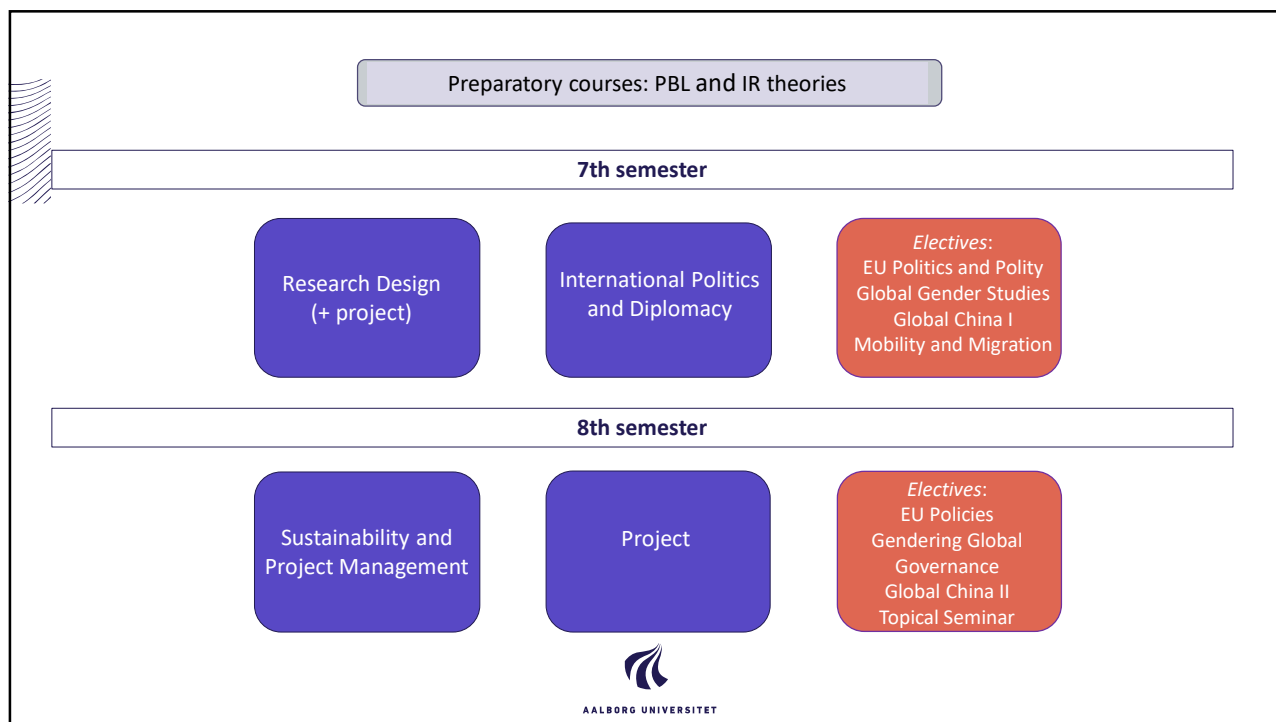 Preparatory courses: PBL and IR theories
7th semester
Research Design
(+ project)
International Politics
and Diplomacy
Electives:
EU Politics and Polity
Global Gender Studies
Global China I
Mobility and Migration
8th semester
Sustainability and
Project Management
Project
Electives:
EU Policies
Gendering Global
Governance
Global China II
Topical Seminar
AALBORG UNIVERSITET